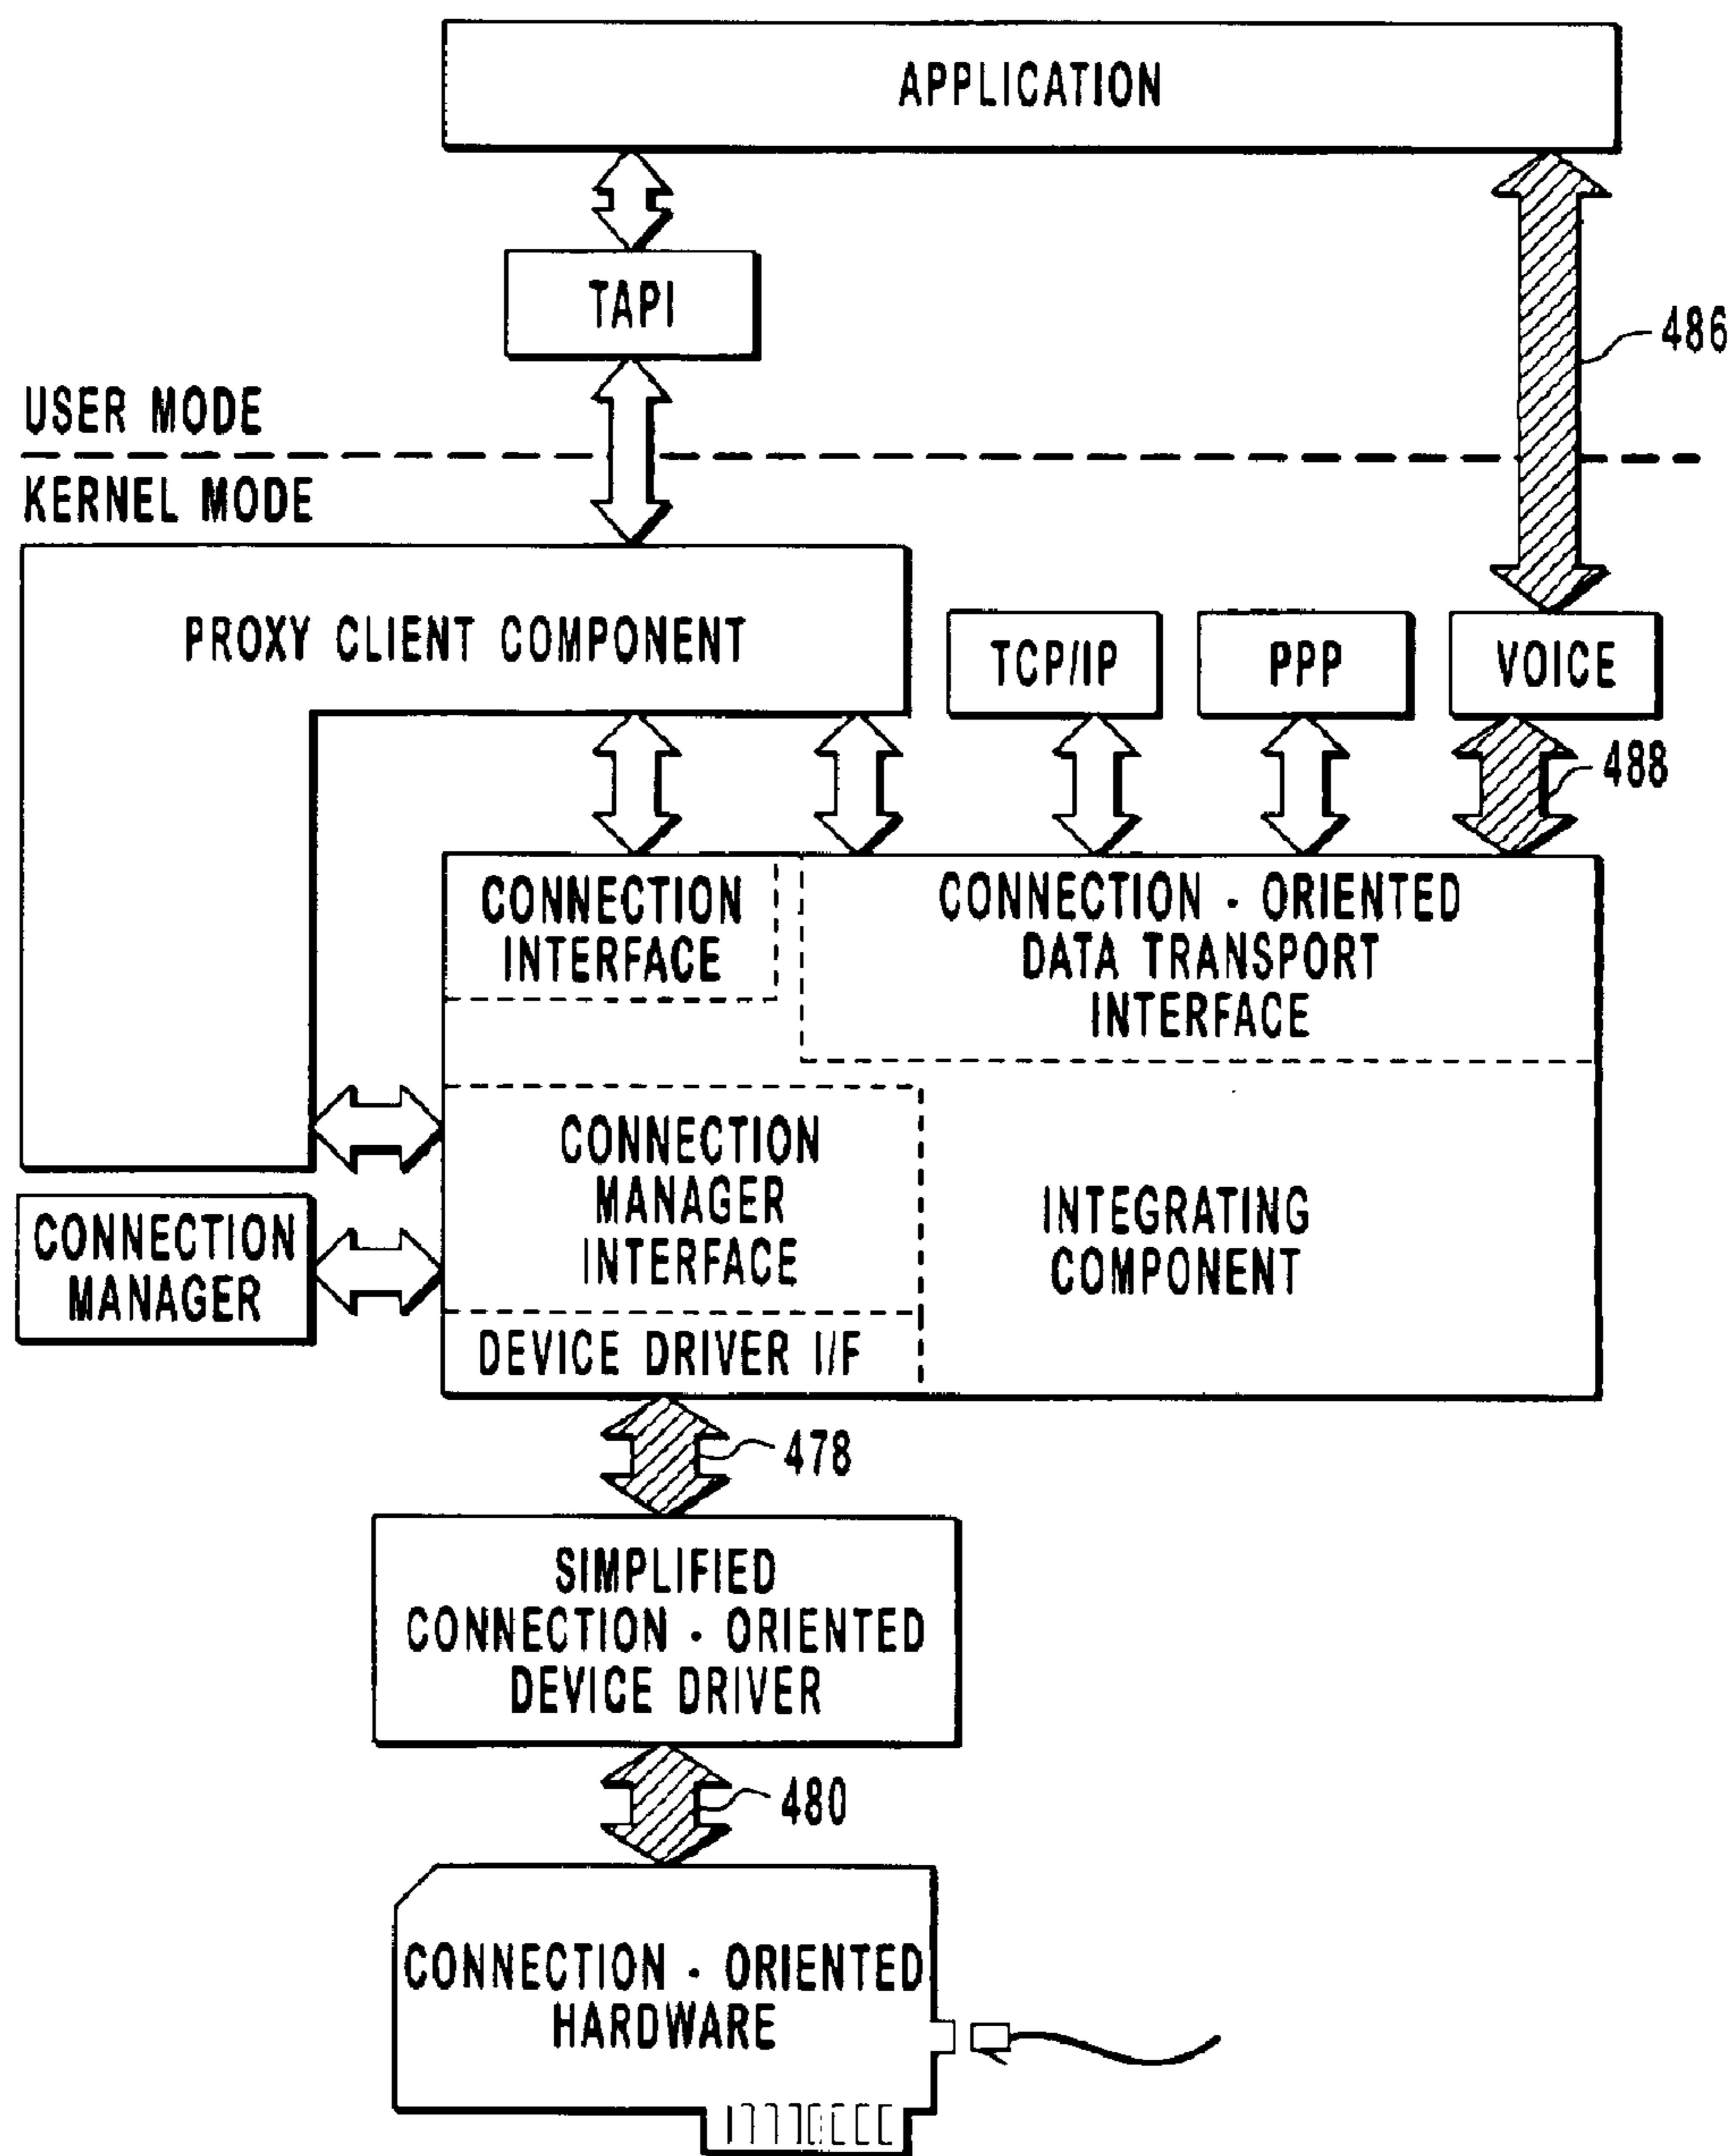 APPLICATION
TAPI
486
USER MODE
KERNEL MODE
PROXY CLIENT COMPONENT
TCP/IP
PPP
VOICE
488
CONNECTION
INTERFACE
CONNECTION - ORIENTED
DATA TRANSPORT
INTERFACE
CONNECTION
MANAGER
INTERFACE
INTEGRATING
COMPONENT
CONNECTION
MANAGER
DEVICE DRIVER I/F
478
SIMPLIFIED
CONNECTION - ORIENTED
DEVICE DRIVER
480
CONNECTION - ORIENTED
HARDWARE